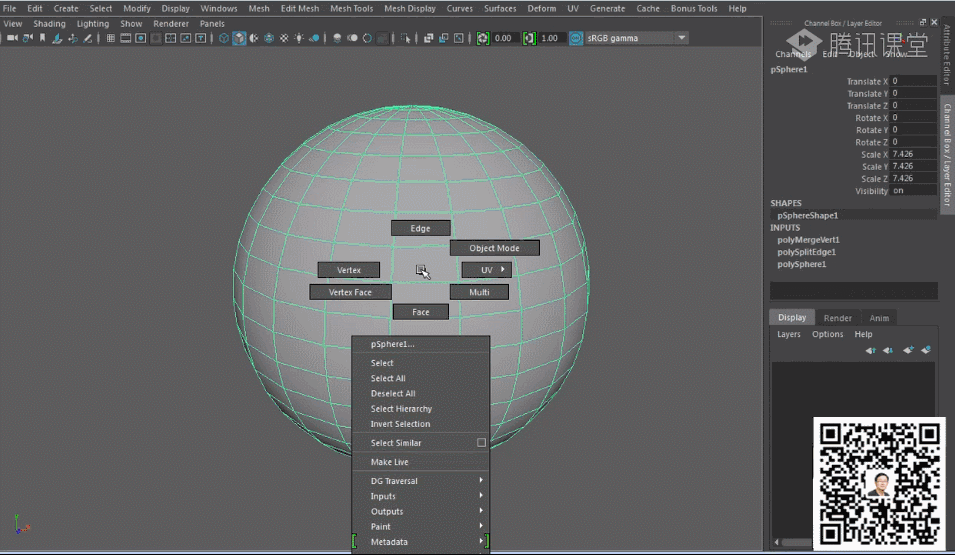 File Edit Create Select Modify Display Windows Mesh Edit Mesh Mesh Tools Mesh Display Curves Surfaces Deform UV Generate Cache Bonus Tools Help
View Shading Lighting Show Renderer Panels
0.00 1.00 sRGB gamma
Channel Box / Layer Editor
腾讯课堂
Channels Edit Object Show
pSphere1
Translate X 0
Translate Y 0
Translate Z 0
Rotate X 0
Rotate Y 0
Rotate Z 0
Scale X 7.426
Scale Y 7.426
Scale Z 7.426
Visibility on
SHAPES
pSphereShape1
INPUTS
polyMergeVert1
polySplitEdge1
polySphere1
Attribute Editor
Channel Box / Layer Editor
Edge
Object Mode
Vertex
UV
Vertex Face
Multi
Face
pSphere1...
Select
Select All
Deselect All
Select Hierarchy
Invert Selection
Select Similar
Make Live
DG Traversal
Inputs
Outputs
Paint
Metadata
Display Render Anim
Layers Options Help
y